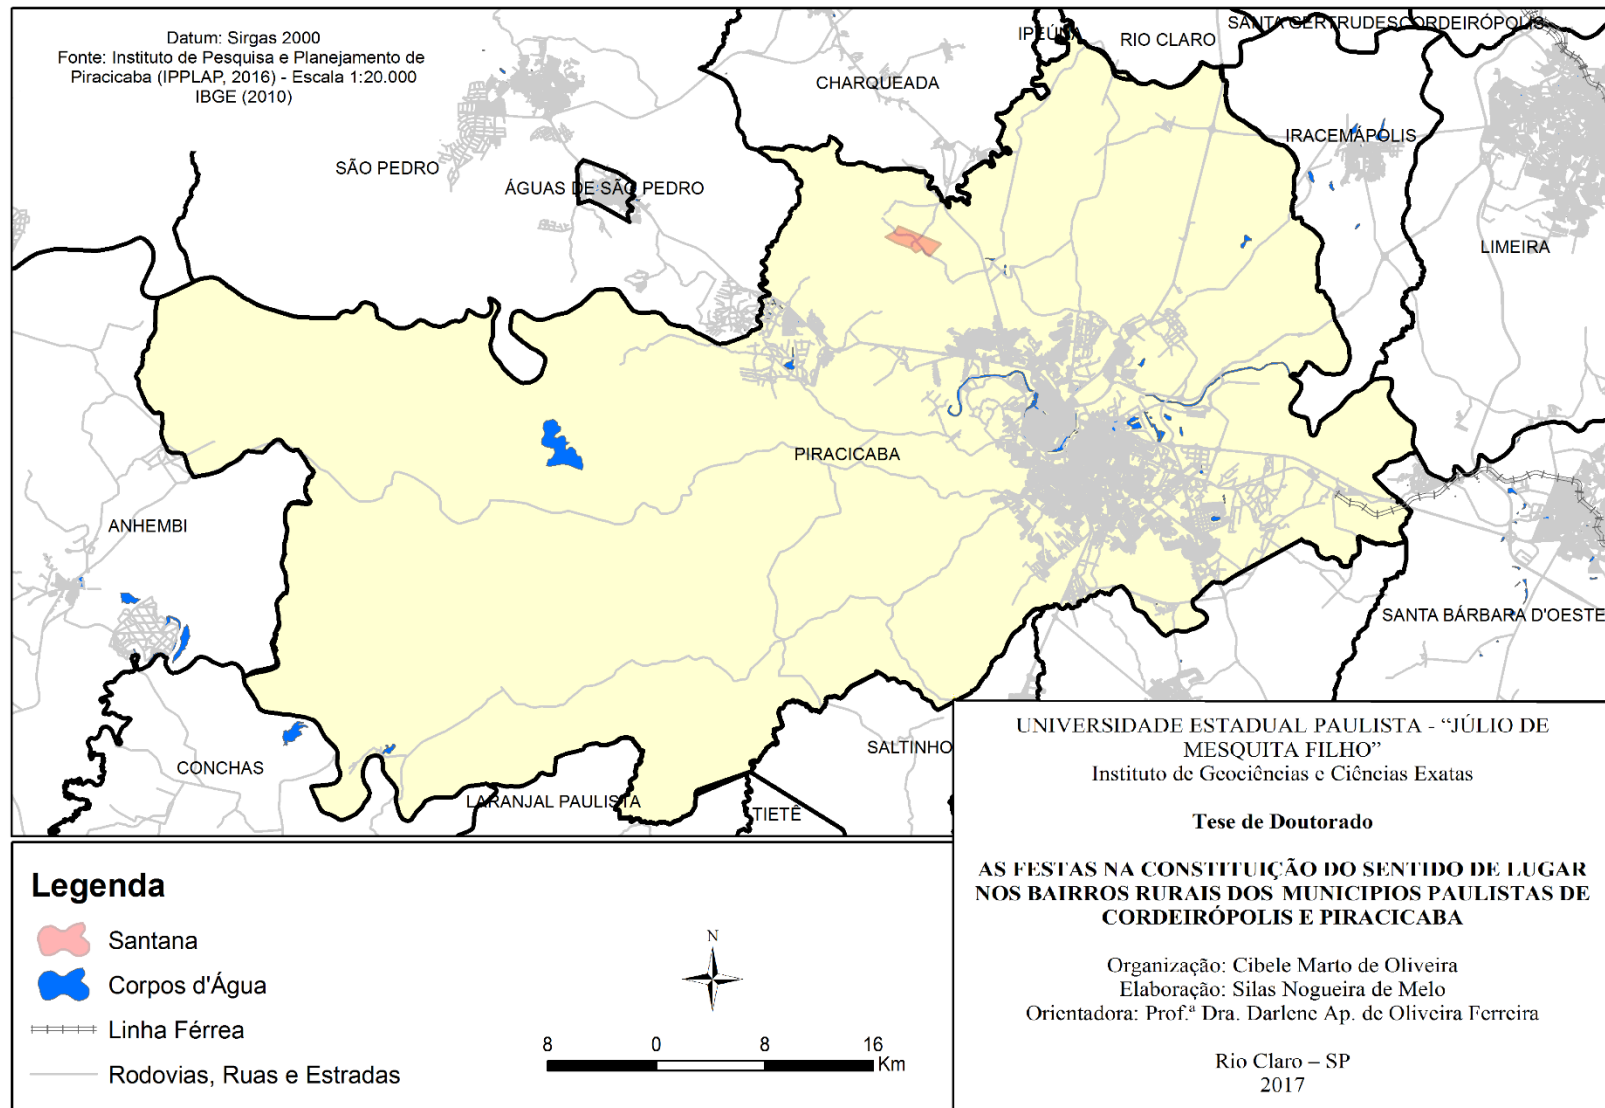 Datum: Sirgas 2000
Fonte: Instituto de Pesquisa e Planejamento de
Piracicaba (IPPLAP, 2016) - Escala 1:20.000
IBGE (2010)
IPEÚNA
SANTA GERTRUDES
CORDEIRÓPOLIS
RIO CLARO
CHARQUEADA
IRACEMÁPOLIS
SÃO PEDRO
ÁGUAS DE SÃO PEDRO
LIMEIRA
PIRACICABA
ANHEMBI
SANTA BÁRBARA D'OESTE
CONCHAS
SALTINHO
LARANJAL PAULISTA
TIETÊ
UNIVERSIDADE ESTADUAL PAULISTA - “JÚLIO DE
MESQUITA FILHO”
Instituto de Geociências e Ciências Exatas
Tese de Doutorado
AS FESTAS NA CONSTITUIÇÃO DO SENTIDO DE LUGAR
NOS BAIRROS RURAIS DOS MUNICIPIOS PAULISTAS DE
CORDEIRÓPOLIS E PIRACICABA
Organização: Cibele Marto de Oliveira
Elaboração: Silas Nogueira de Melo
Orientadora: Prof.ª Dra. Darlene Ap. de Oliveira Ferreira
Rio Claro – SP
2017
Legenda
Santana
Corpos d'Água
Linha Férrea
Rodovias, Ruas e Estradas
N
8 0 8 16
Km